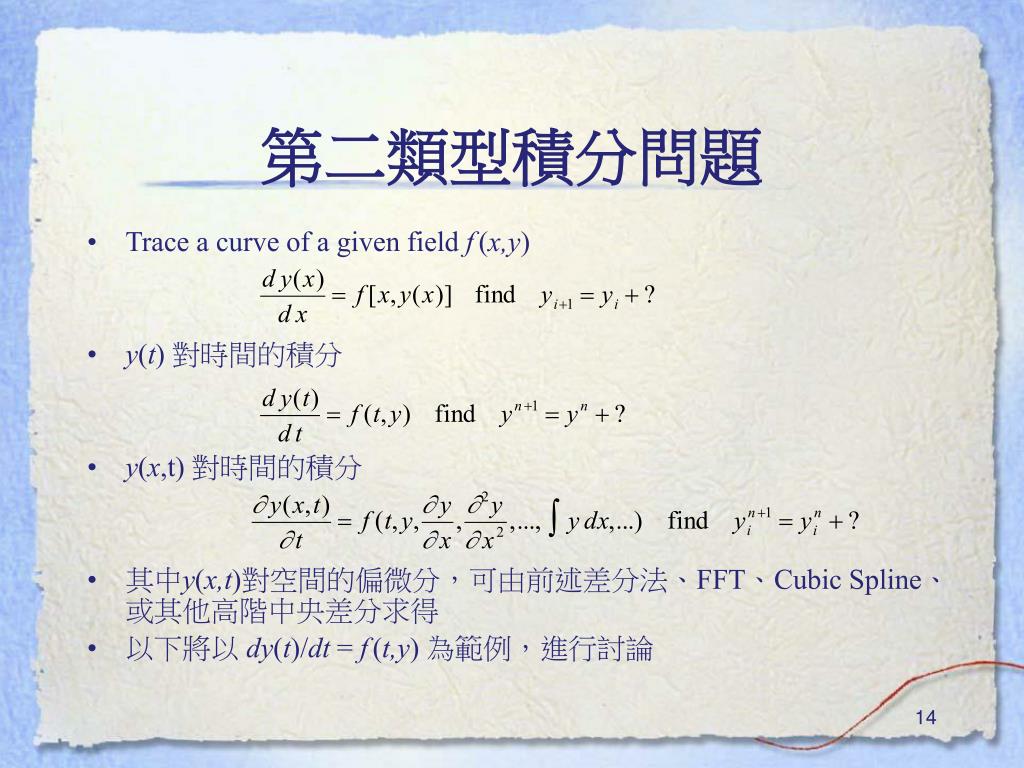 第二類型積分問題
• Trace a curve of a given field f (x,y)
d y(x) / d x = f [x, y(x)] find y_{i+1} = y_i + ?
• y(t) 對時間的積分
d y(t) / d t = f (t, y) find y^{n+1} = y^n + ?
• y(x,t) 對時間的積分
∂y(x,t) / ∂t = f (t, y, ∂y/∂x, ∂²y/∂x², ..., ∫ y dx, ...) find y_i^{n+1} = y_i^n + ?
• 其中y(x,t)對空間的偏微分，可由前述差分法、FFT、Cubic Spline、
或其他高階中央差分求得
• 以下將以 dy(t)/dt = f (t,y) 為範例，進行討論
14